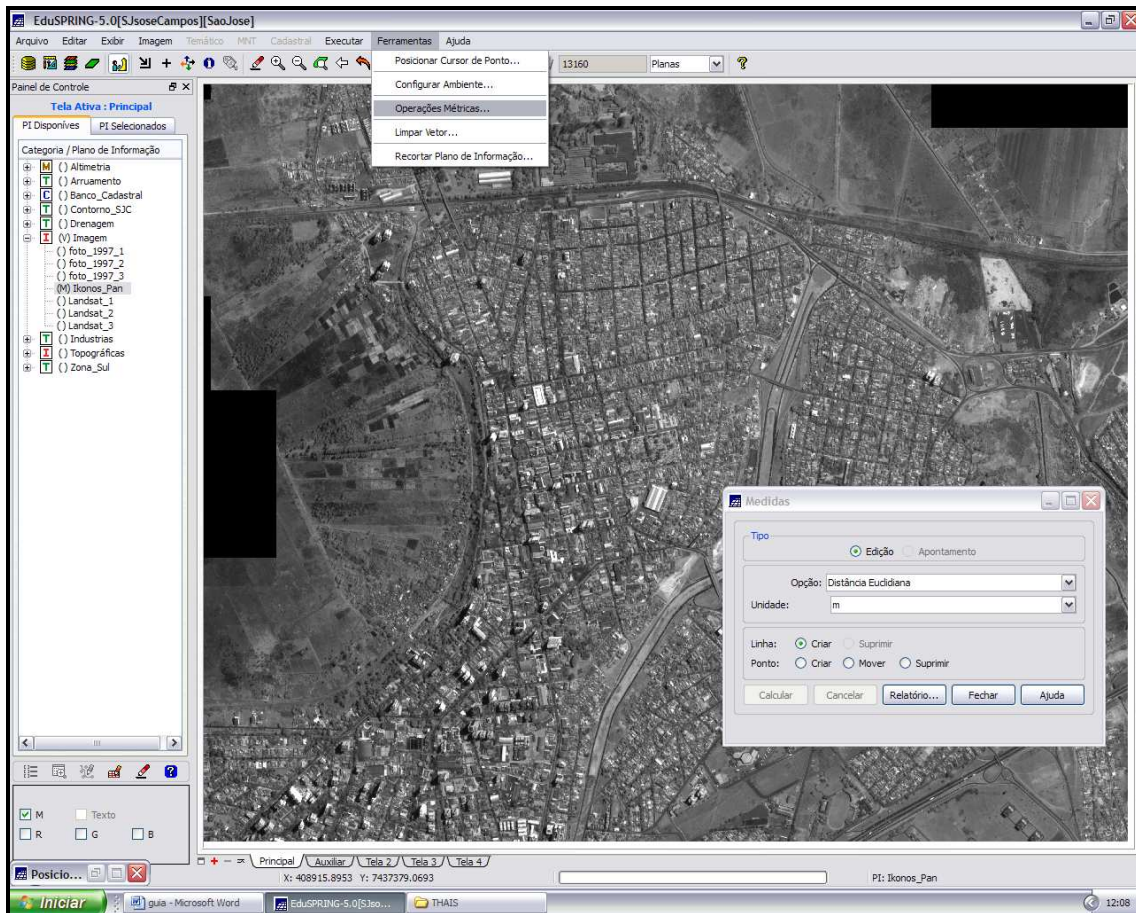 EduSPRING-5.0[SJsoseCampos][SaoJose]
Arquivo Editar Exibir Imagem Temático MNT Cadastral Executar Ferramentas Ajuda
Posicionar Cursor de Ponto...
Configurar Ambiente...
Operações Métricas...
Limpar Vetor...
Recortar Plano de Informação...
/ 13160 Planas
Painel de Controle
Tela Ativa : Principal
PI Disponíves PI Selecionados
Categoria / Plano de Informação
M () Altimetria
T () Arruamento
C () Banco_Cadastral
T () Contorno_SJC
T () Drenagem
I (V) Imagem
() foto_1997_1
() foto_1997_2
() foto_1997_3
(M) Ikonos_Pan
() Landsat_1
() Landsat_2
() Landsat_3
T () Industrias
I () Topográficas
T () Zona_Sul
M Texto
R G B
Medidas
Tipo
Edição Apontamento
Opção: Distância Euclidiana
Unidade: m
Linha: Criar Suprimir
Ponto: Criar Mover Suprimir
Calcular Cancelar Relatório... Fechar Ajuda
Principal Auxiliar Tela 2 Tela 3 Tela 4
Posicio...
X: 408915.8953 Y: 7437379.0693
PI: Ikonos_Pan
Iniciar guia - Microsoft Word EduSPRING-5.0[SJso... THAIS 12:08